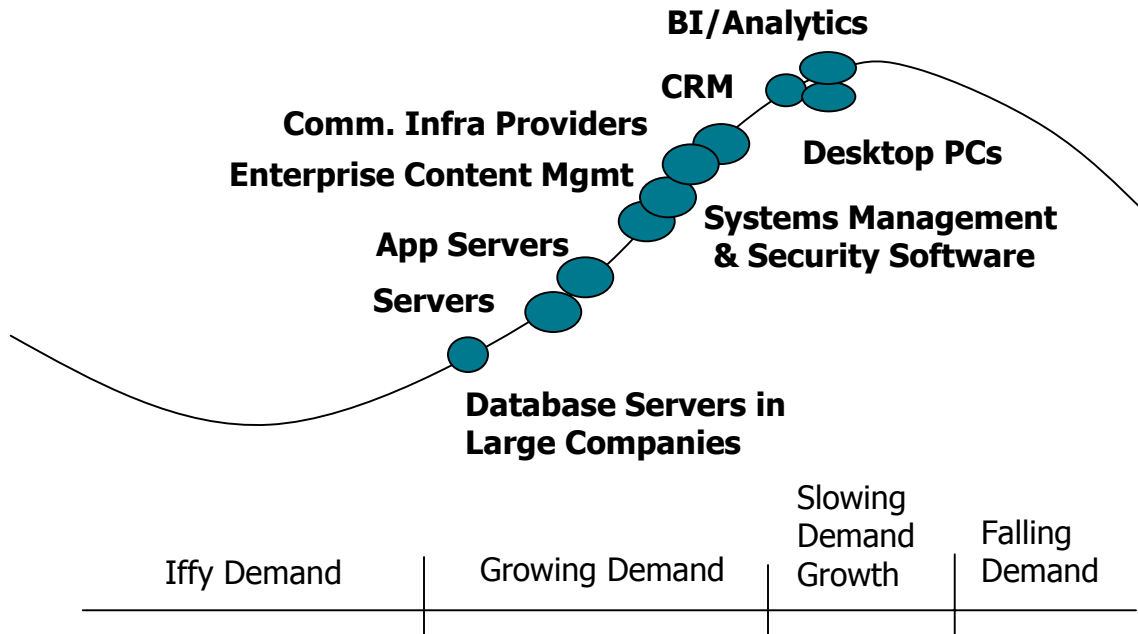 BI/Analytics
CRM
Comm. Infra Providers
Desktop PCs
Enterprise Content Mgmt
Systems Management
& Security Software
App Servers
Servers
Database Servers in
Large Companies
Iffy Demand
Growing Demand
Slowing
Demand
Growth
Falling
Demand